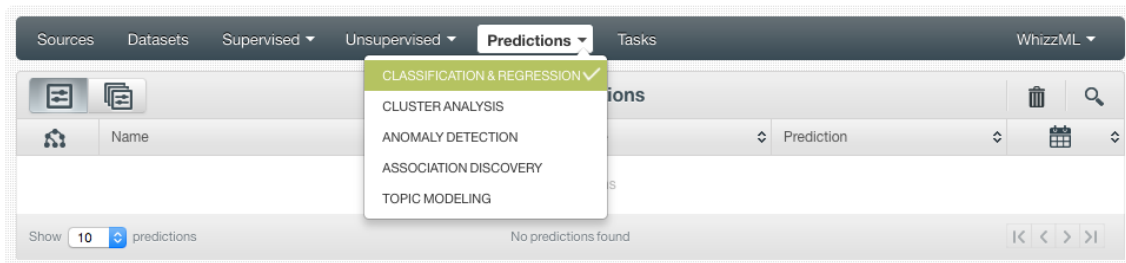 Sources Datasets Supervised Unsupervised Predictions Tasks WhizzML
CLASSIFICATION & REGRESSION
ions
CLUSTER ANALYSIS
ANOMALY DETECTION
ASSOCIATION DISCOVERY
TOPIC MODELING
Name Prediction
Show 10 predictions No predictions found